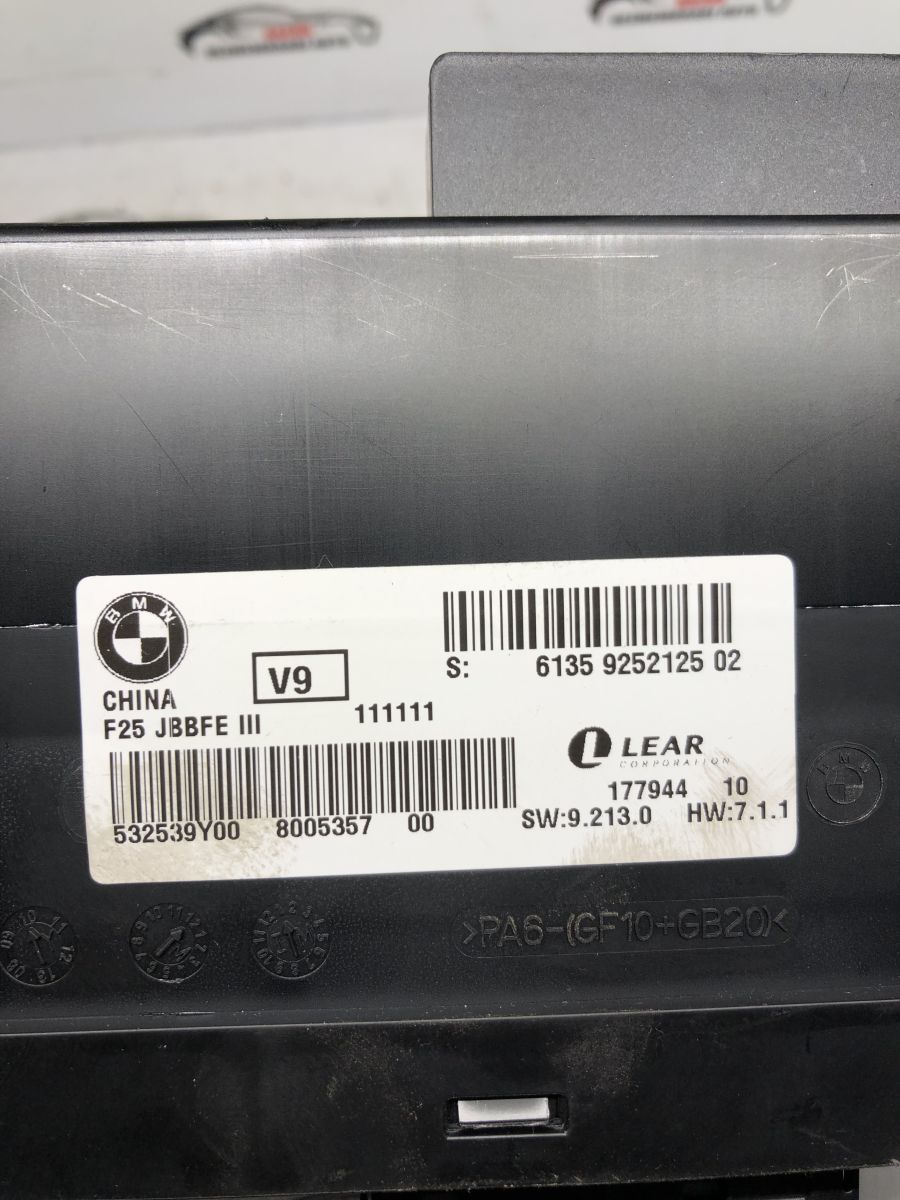 BMW
S: 6135 9252125 02
CHINA
V9
F25 JBBFE III
111111
LEAR
CORPORATION
532539Y00 8005357 00
177944 10
SW:9.213.0 HW:7.1.1
BMW
>PA6-(GF10+GB20)<